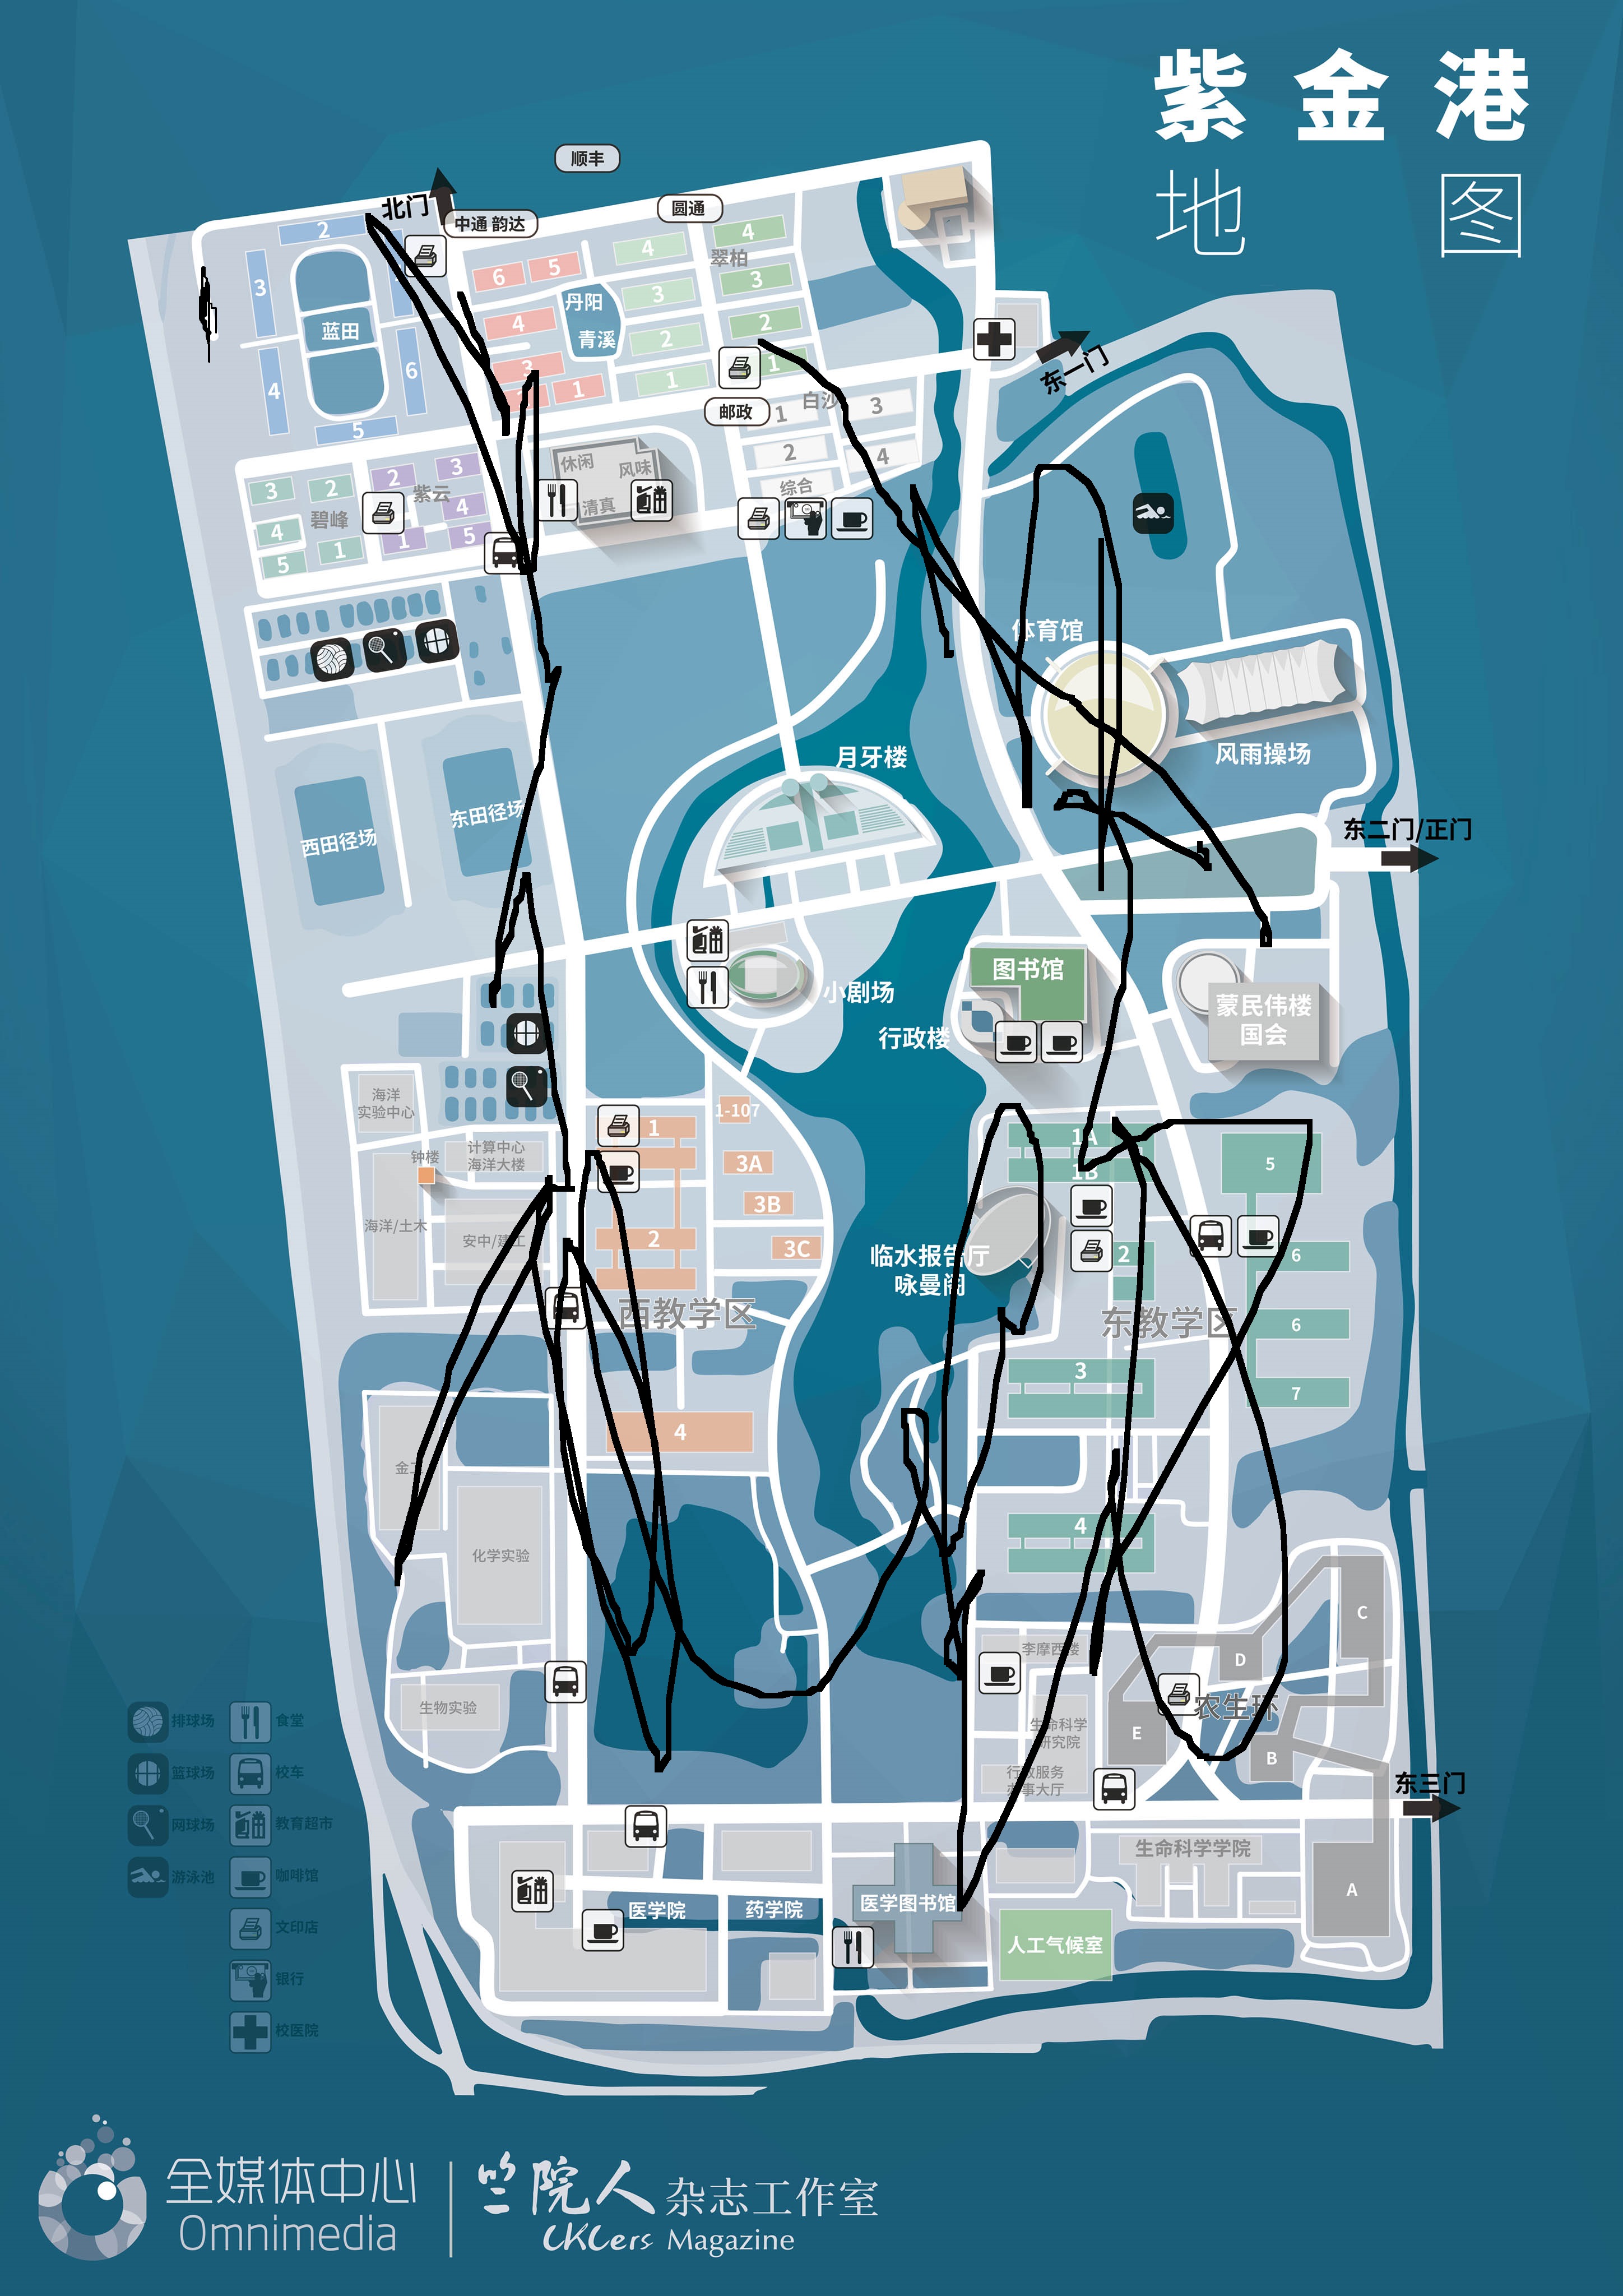 紫金港
地图
顺丰
北门
中通 韵达
圆通
2
4
4
翠柏
3
6
5
3
3
丹阳
蓝田
4
2
青溪
2
东一门
6
3
1
1
4
1
邮政
1
白沙
3
5
2
4
休闲
风味
综合
清真
3
2
2
3
紫云
碧峰
4
4
5
1
1
5
体育馆
月牙楼
风雨操场
东田径场
西田径场
东二门/正门
图书馆
小剧场
行政楼
蒙民伟楼
国会
海洋
实验中心
1-107
1
1A
1B
计算中心
海洋大楼
钟楼
3A
5
3B
海洋/土木
安中/建工
2
3C
临水报告厅
咏曼阁
2
6
西教学区
东教学区
6
3
7
4
金工
4
化学实验
C
李摩西楼
D
生物实验
农生环
生命科学
研究院
E
B
行政服务
办事大厅
东三门
生命科学学院
医学院
药学院
医学图书馆
A
人工气候室
排球场
食堂
篮球场
校车
网球场
教育超市
游泳池
咖啡馆
文印店
银行
校医院
全媒体中心
Omnimedia
竺院人杂志工作室
CKCers Magazine